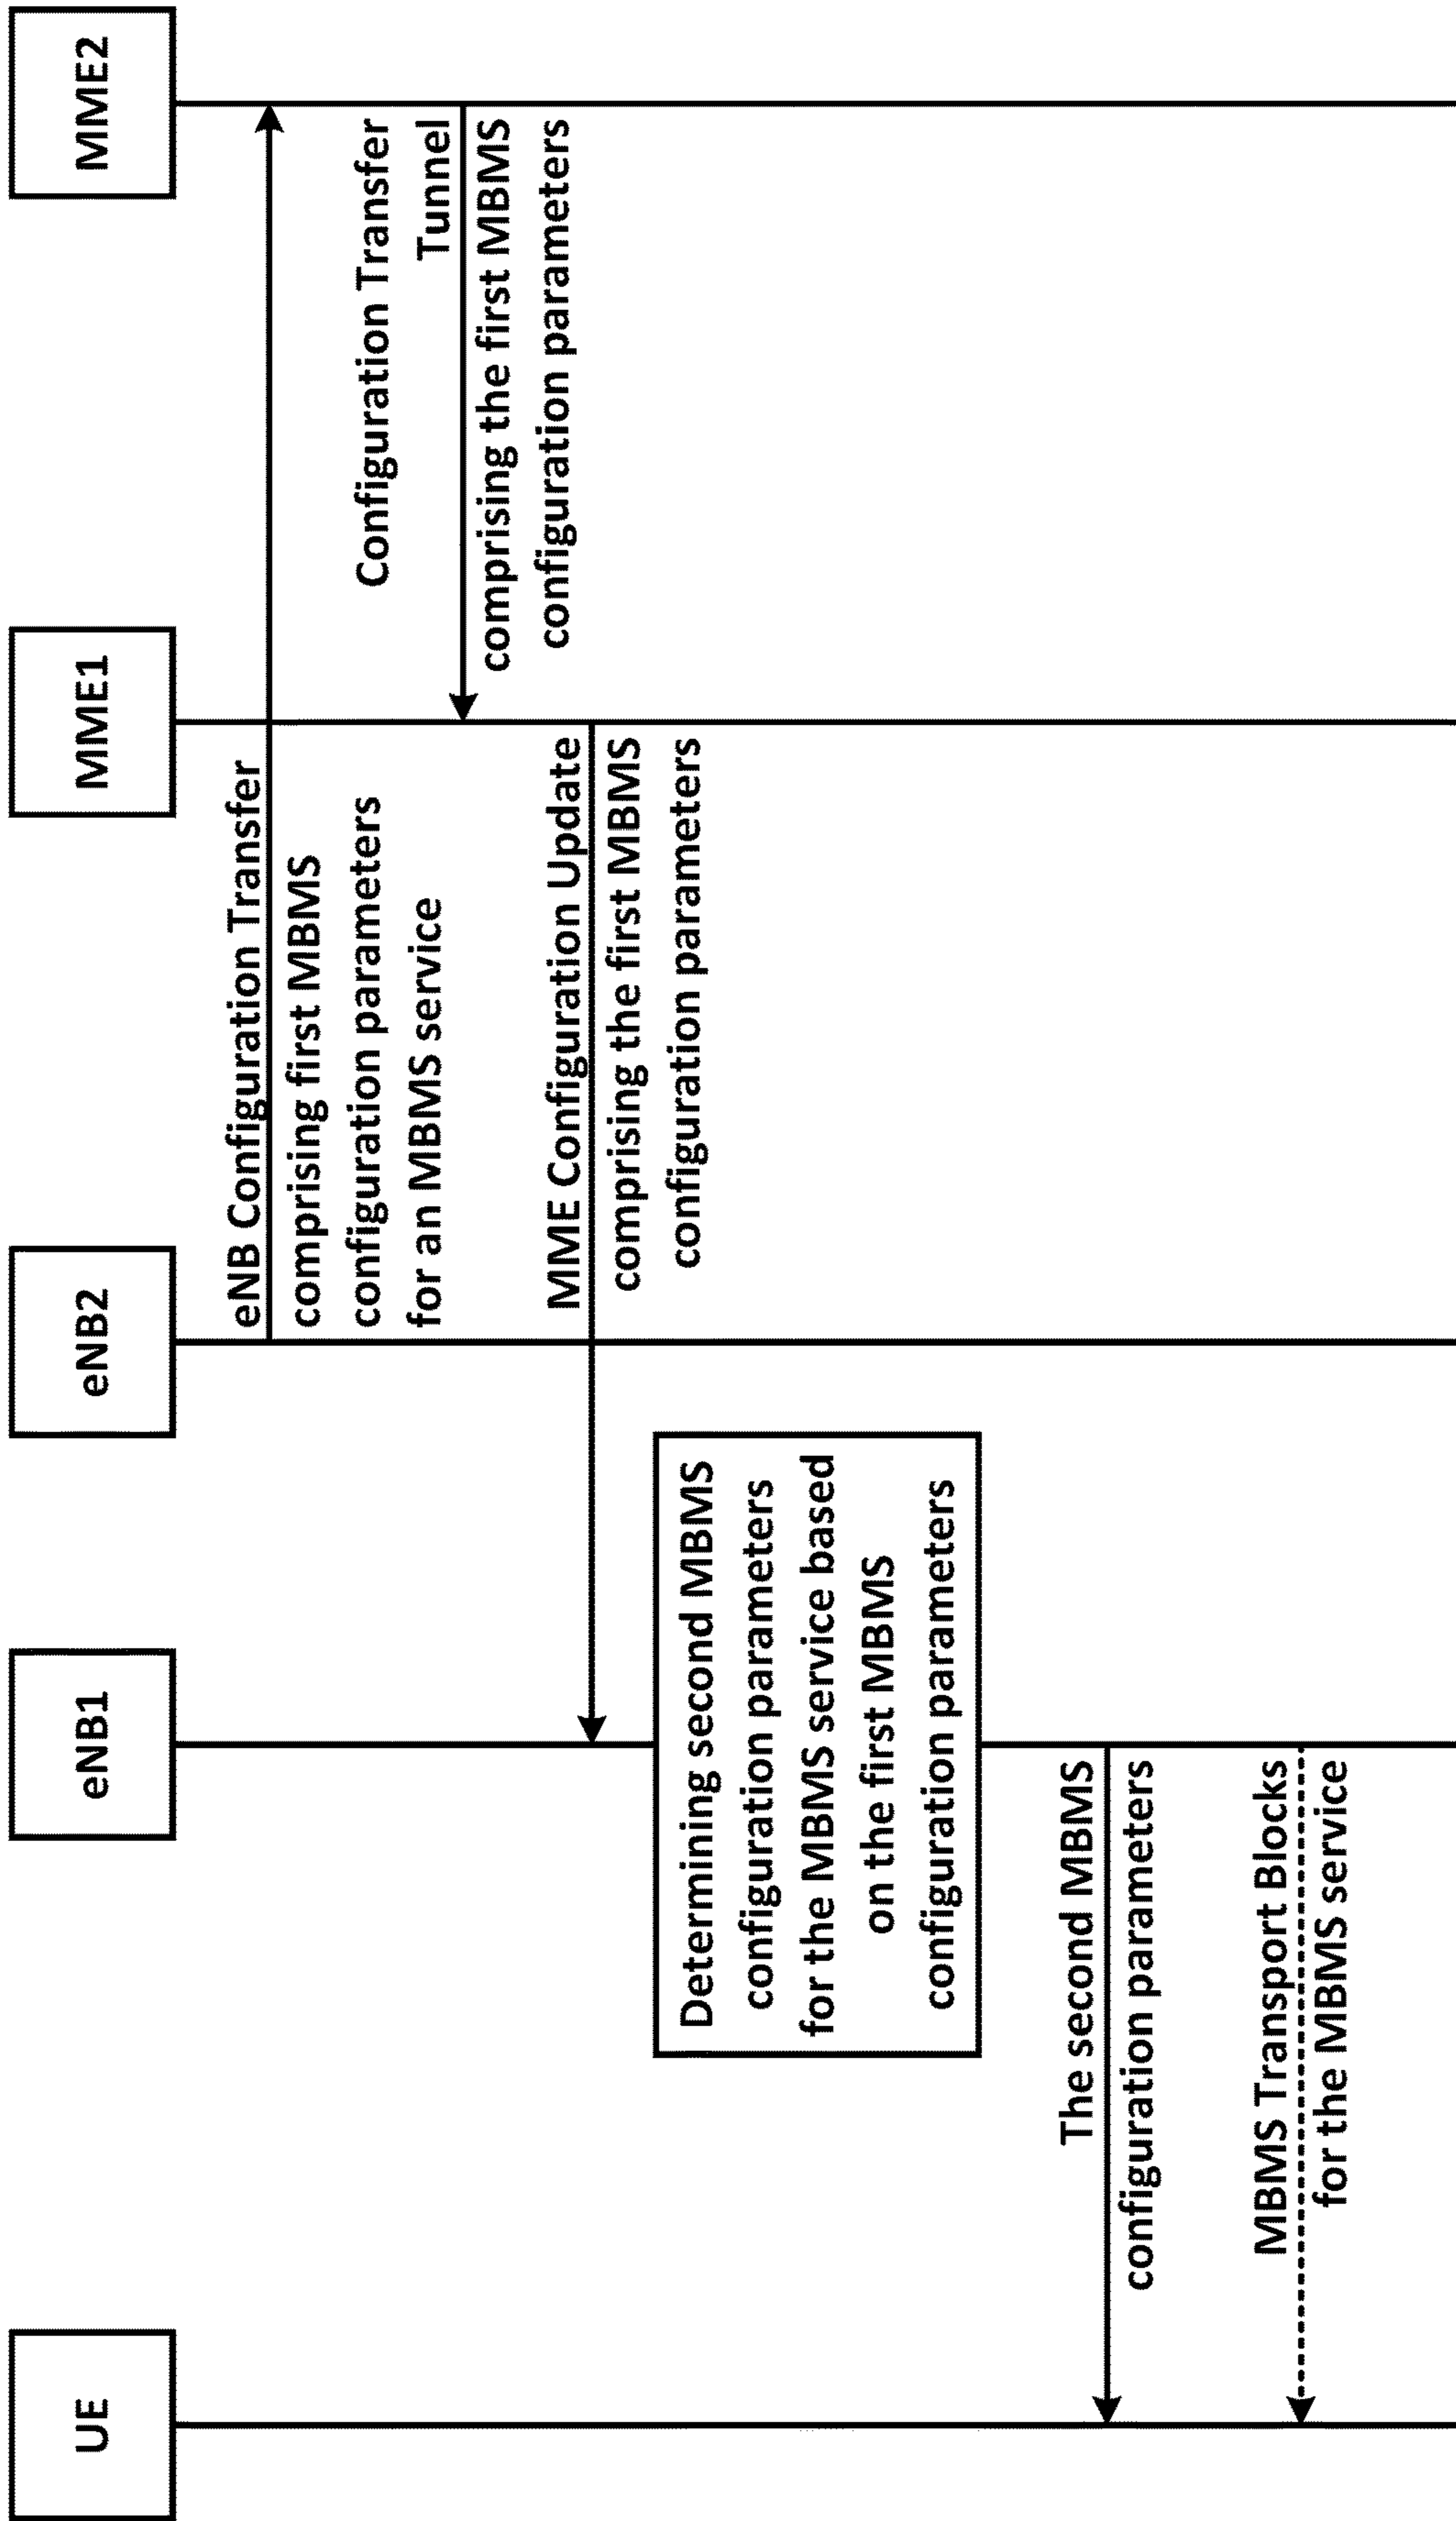 UE
eNB1
eNB2
MME1
MME2
eNB Configuration Transfer
comprising first MBMS
configuration parameters
for an MBMS service
Configuration Transfer
Tunnel
comprising the first MBMS
configuration parameters
MME Configuration Update
comprising the first MBMS
configuration parameters
Determining second MBMS
configuration parameters
for the MBMS service based
on the first MBMS
configuration parameters
The second MBMS
configuration parameters
MBMS Transport Blocks
for the MBMS service